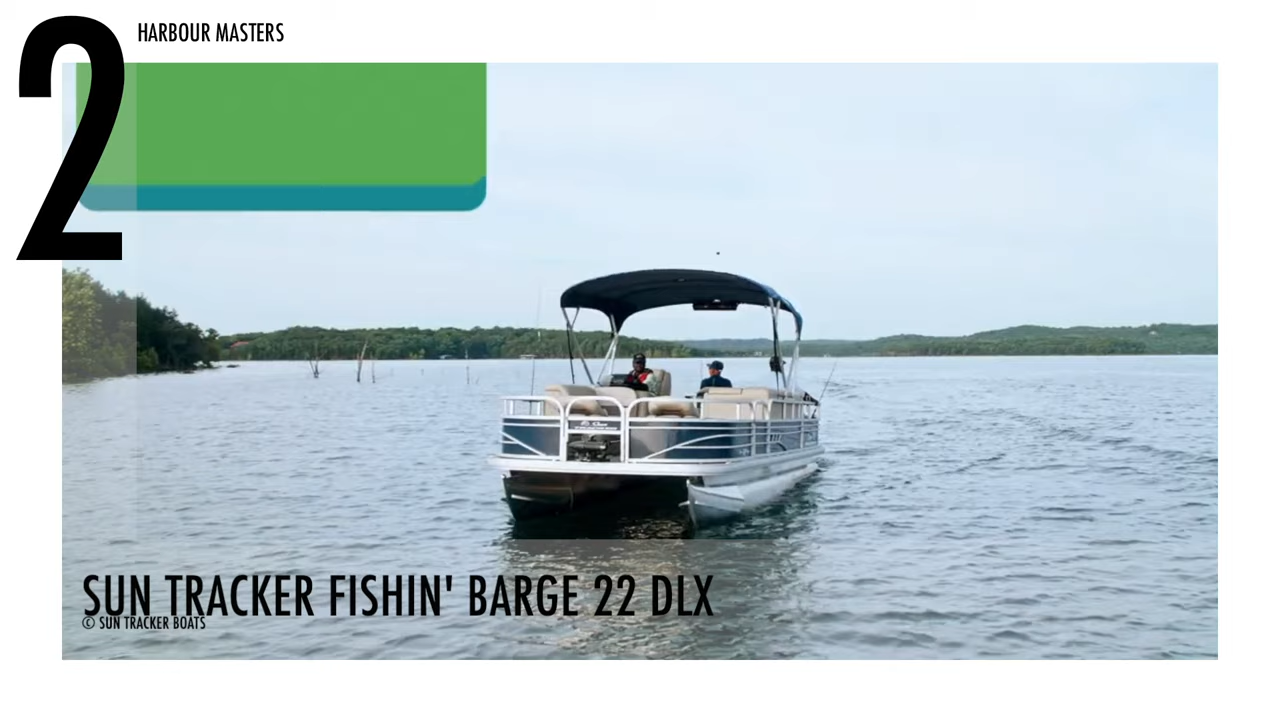 2
HARBOUR MASTERS
SUN TRACKER FISHIN' BARGE 22 DLX
© SUN TRACKER BOATS